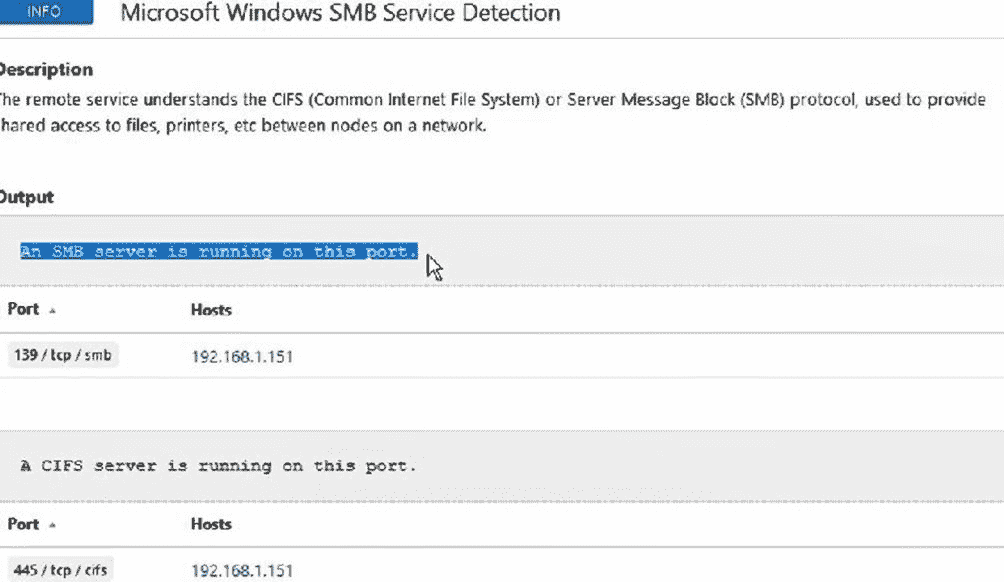 INFO
Microsoft Windows SMB Service Detection
Description
The remote service understands the CIFS (Common Internet File System) or Server Message Block (SMB) protocol, used to provide
shared access to files, printers, etc between nodes on a network.
Output
An SMB server is running on this port.
Port Hosts
139 / tcp / smb 192.168.1.151
A CIFS server is running on this port.
Port Hosts
445 / tcp / cifs 192.168.1.151